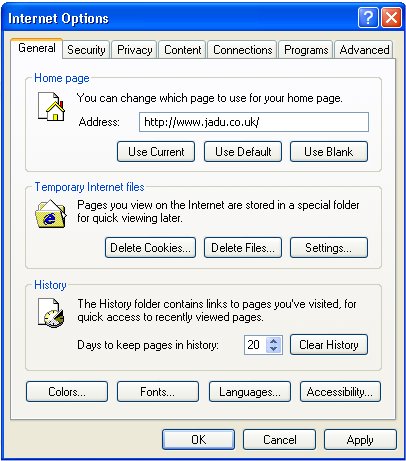 Internet Options
General Security Privacy Content Connections Programs Advanced
Home page
You can change which page to use for your home page.
Address: http://www.jadu.co.uk/
Use Current Use Default Use Blank
Temporary Internet files
Pages you view on the Internet are stored in a special folder
for quick viewing later.
Delete Cookies... Delete Files... Settings...
History
The History folder contains links to pages you've visited, for
quick access to recently viewed pages.
Days to keep pages in history: 20 Clear History
Colors... Fonts... Languages... Accessibility...
OK Cancel Apply